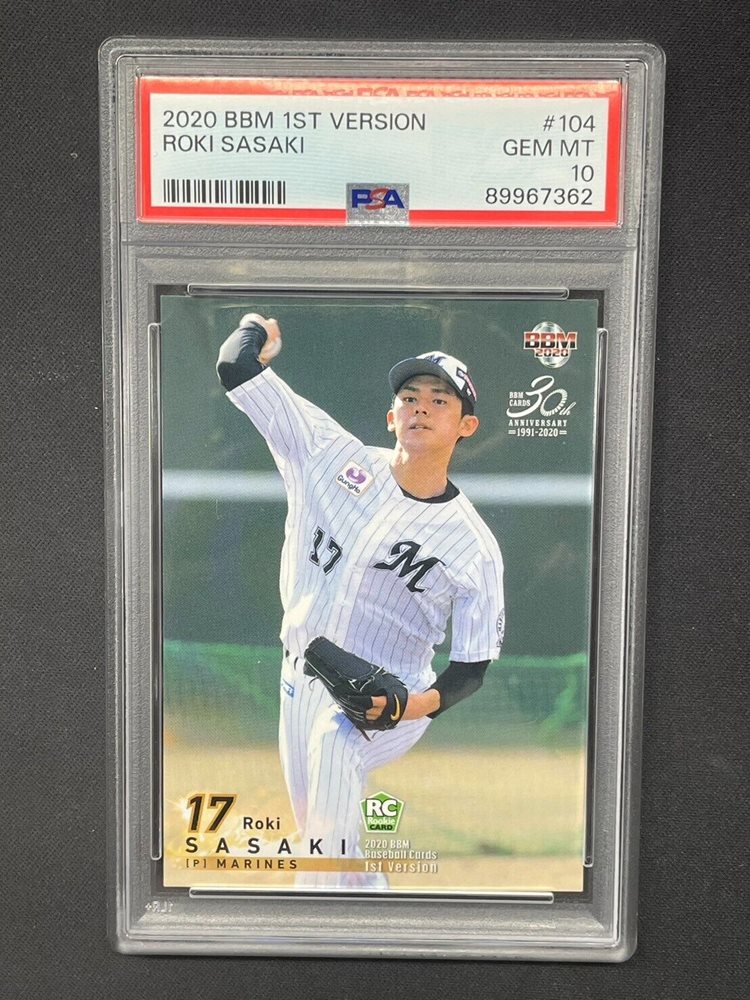 2020 BBM 1ST VERSION #104
ROKI SASAKI GEM MT
10
PSA 89967362
BBM
2020
BBM
CARDS 30th
ANNIVERSARY
1991-2020
M
GungHo
17 M
17 Roki
SASAKI
[P] MARINES
RC
Rookie
CARD
2020 BBM
Baseball Cards
1st Version